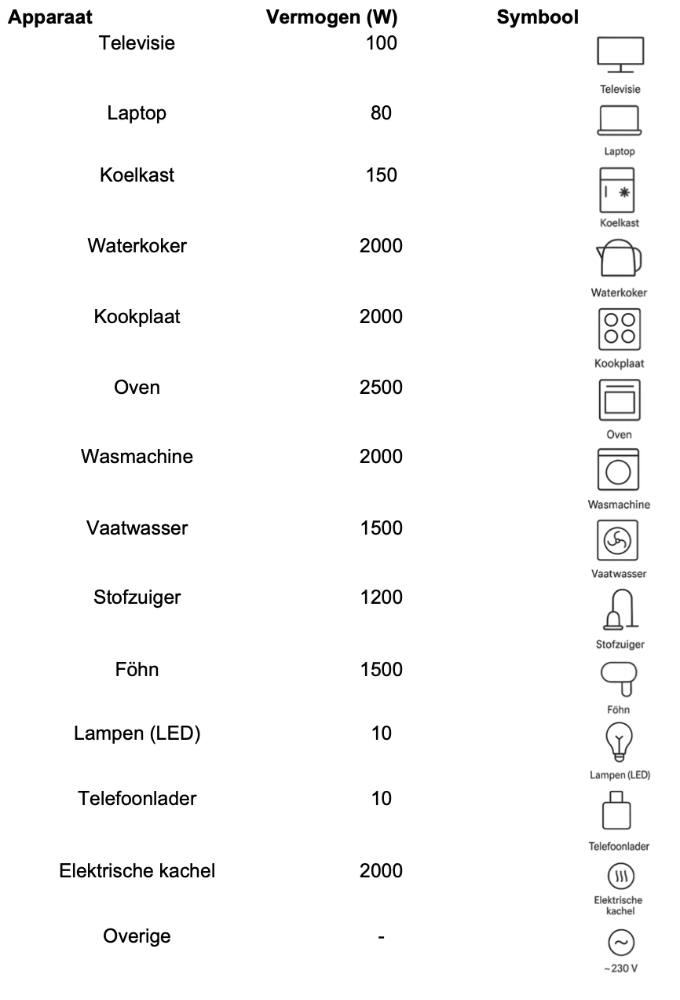 Apparaat Vermogen (W) Symbool
Televisie 100
Televisie
Laptop 80
Laptop
Koelkast 150
Koelkast
Waterkoker 2000
Waterkoker
Kookplaat 2000
Kookplaat
Oven 2500
Oven
Wasmachine 2000
Wasmachine
Vaatwasser 1500
Vaatwasser
Stofzuiger 1200
Stofzuiger
Föhn 1500
Föhn
Lampen (LED) 10
Lampen (LED)
Telefoonlader 10
Telefoonlader
Elektrische kachel 2000
Elektrische
kachel
Overige -
~230 V